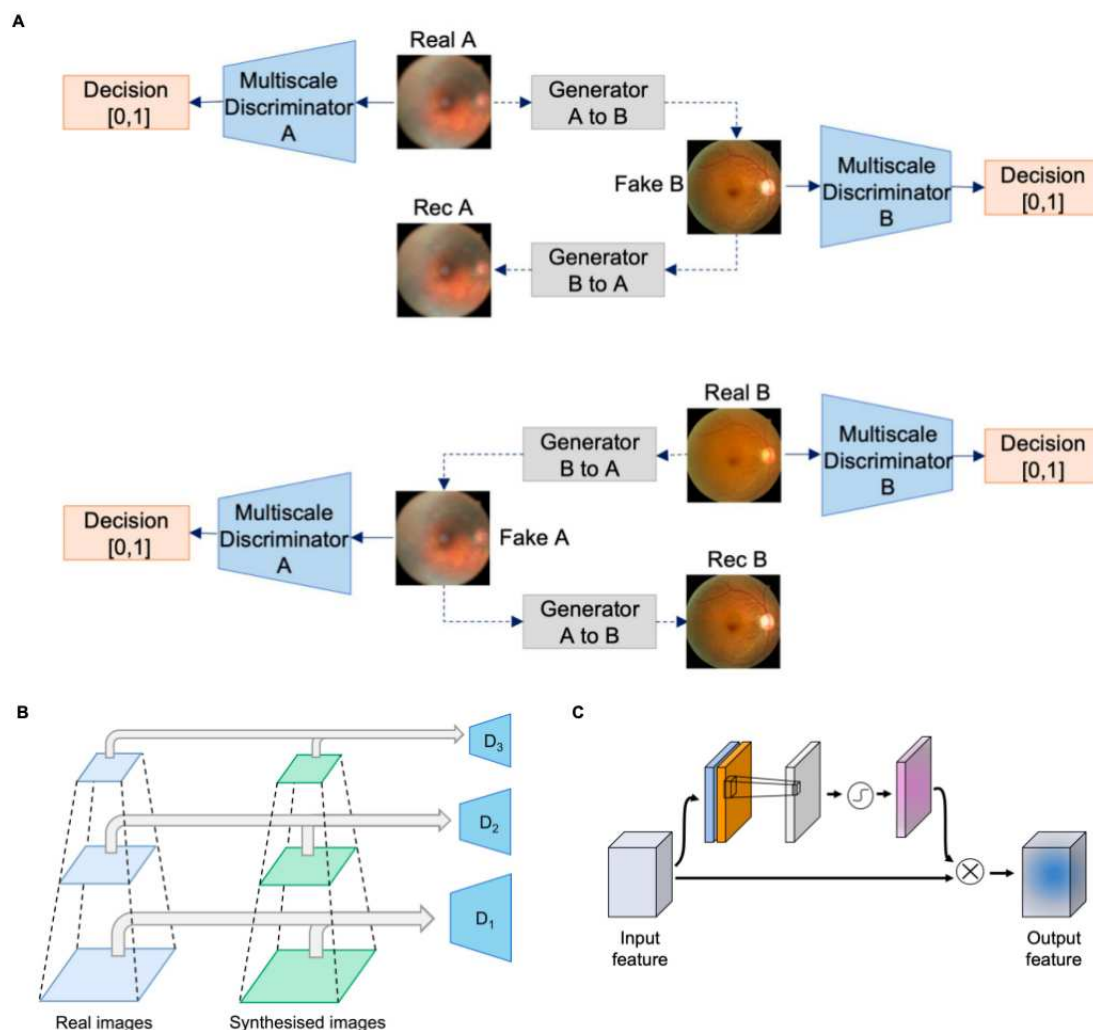 A
Real A
Decision
[0,1]
Multiscale
Discriminator
A
Generator
A to B
Fake B
Multiscale
Discriminator
B
Decision
[0,1]
Rec A
Generator
B to A
Real B
Generator
B to A
Multiscale
Discriminator
B
Decision
[0,1]
Decision
[0,1]
Multiscale
Discriminator
A
Fake A
Rec B
Generator
A to B
B
D3
D2
D1
Real images
Synthesised images
C
Input
feature
Output
feature